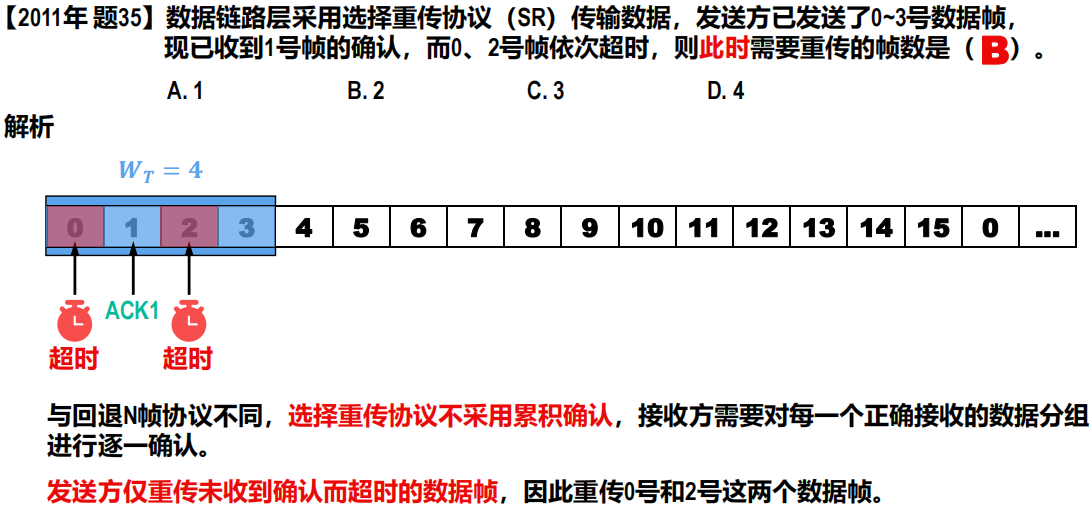 【2011年 题35】数据链路层采用选择重传协议（SR）传输数据，发送方已发送了0~3号数据帧，
现已收到1号帧的确认，而0、2号帧依次超时，则此时需要重传的帧数是（B）。
A. 1 B. 2 C. 3 D. 4
解析
W_T = 4
0 1 2 3 4 5 6 7 8 9 10 11 12 13 14 15 0 ...
ACK1
超时 超时
与回退N帧协议不同，选择重传协议不采用累积确认，接收方需要对每一个正确接收的数据分组
进行逐一确认。
发送方仅重传未收到确认而超时的数据帧，因此重传0号和2号这两个数据帧。